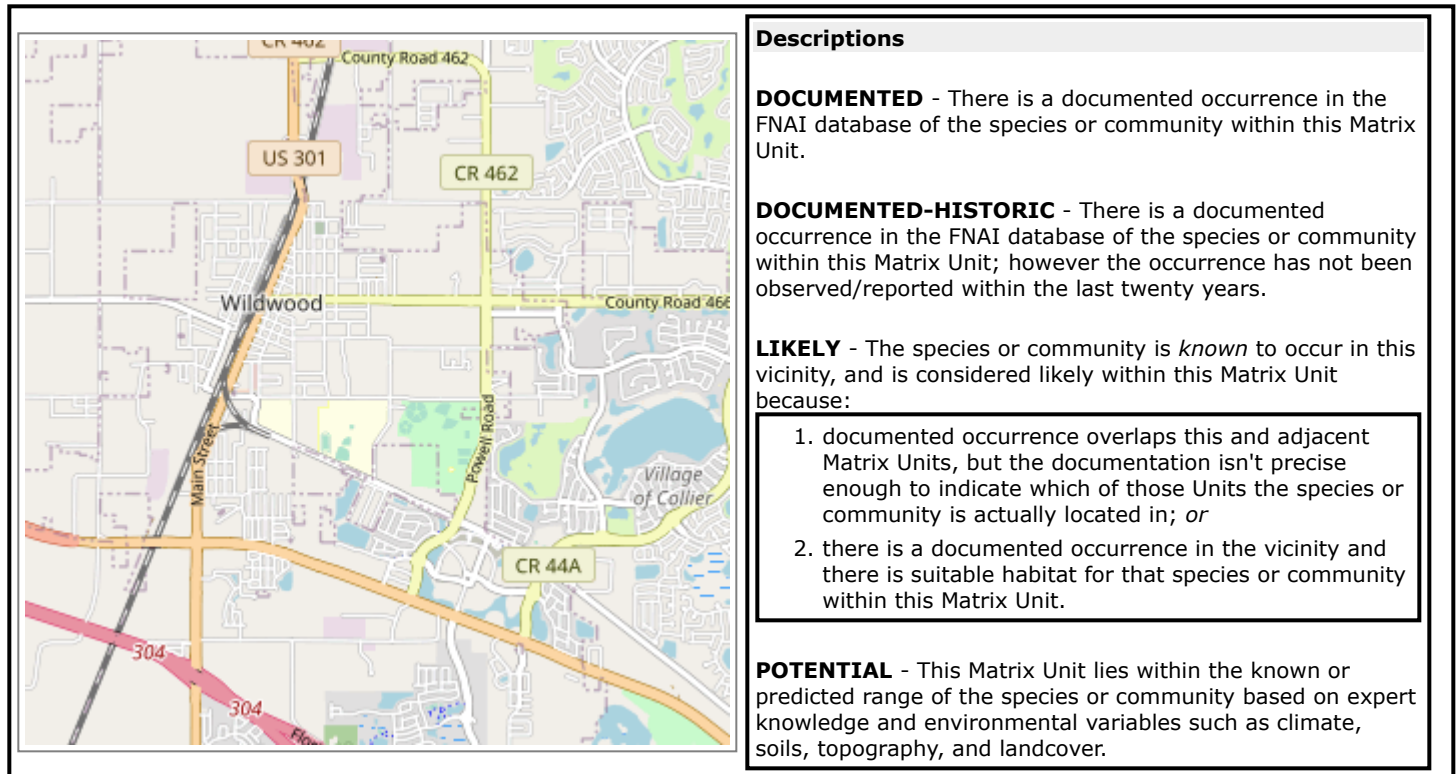 CR 462
County Road 462
US 301
CR 462
Wildwood
County Road 466
Main Street
Powell Road
Village
of Collier
CR 44A
304
304
Descriptions
DOCUMENTED - There is a documented occurrence in the
FNAI database of the species or community within this Matrix
Unit.
DOCUMENTED-HISTORIC - There is a documented
occurrence in the FNAI database of the species or community
within this Matrix Unit; however the occurrence has not been
observed/reported within the last twenty years.
LIKELY - The species or community is known to occur in this
vicinity, and is considered likely within this Matrix Unit
because:
1. documented occurrence overlaps this and adjacent
Matrix Units, but the documentation isn't precise
enough to indicate which of those Units the species or
community is actually located in; or
2. there is a documented occurrence in the vicinity and
there is suitable habitat for that species or community
within this Matrix Unit.
POTENTIAL - This Matrix Unit lies within the known or
predicted range of the species or community based on expert
knowledge and environmental variables such as climate,
soils, topography, and landcover.